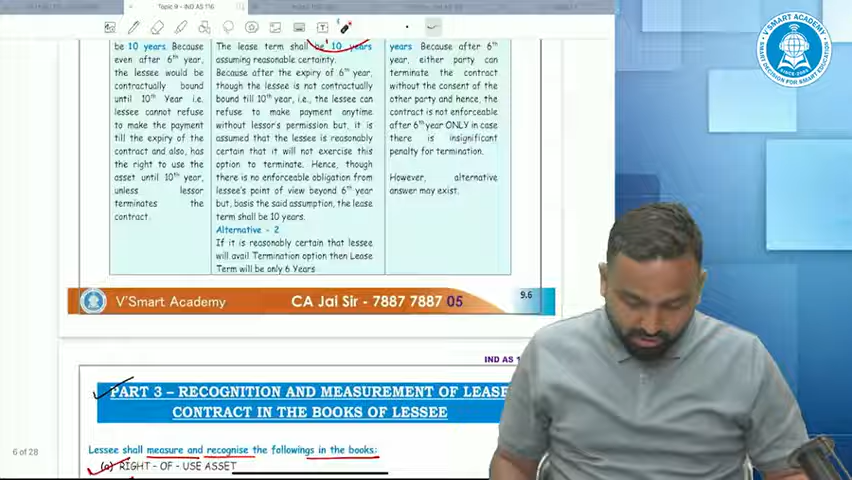 Topic 9 - IND AS 116
V'SMART ACADEMY
SMART DECISION FOR SMART EDUCATION
be 10 years. Because
even after 6th year,
the lessee would be
contractually bound
until 10th Year i.e.
lessee cannot refuse
to make the payment
till the expiry of the
contract and also, has
the right to use the
asset until 10th year,
unless lessor
terminates the
contract.
The lease term shall be 10 years
assuming reasonable certainty.
Because after the expiry of 6th year,
though the lessee is not contractually
bound till 10th year, i.e., the lessee can
refuse to make payment anytime
without lessor's permission but, it is
assumed that the lessee is reasonably
certain that it will not exercise this
option to terminate. Hence, though
there is no enforceable obligation from
lessee's point of view beyond 6th year
but, basis the said assumption, the lease
term shall be 10 years.
Alternative - 2
If it is reasonably certain that lessee
will avail Termination option then Lease
Term will be only 6 Years
years Because after 6th
year, either party can
terminate the contract
without the consent of the
other party and hence, the
contract is not enforceable
after 6th year ONLY in case
there is insignificant
penalty for termination.
However, alternative
answer may exist.
V'Smart Academy
CA Jai Sir - 7887 7887 05
9.6
IND AS 1
PART 3 – RECOGNITION AND MEASUREMENT OF LEASE
CONTRACT IN THE BOOKS OF LESSEE
6 of 28
Lessee shall measure and recognise the followings in the books:
(a) RIGHT - OF - USE ASSET